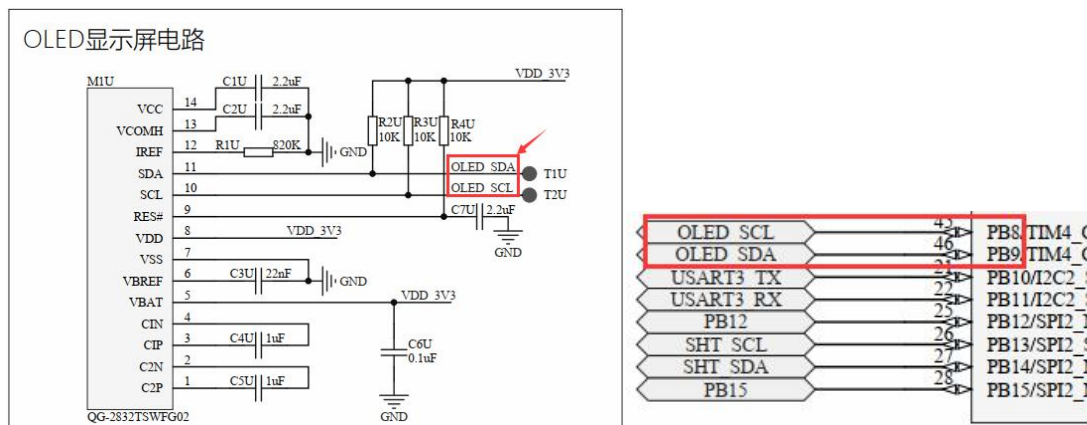 OLED显示屏电路
M1U
VCC 14 C1U 2.2uF
VCOMH 13 C2U 2.2uF
IREF 12 R1U 820K GND
SDA 11 OLED_SDA T1U
SCL 10 OLED_SCL T2U
RES# 9 C7U 2.2uF GND
VDD 8 VDD_3V3
VSS 7
VBREF 6 C3U 22nF GND
VBAT 5 VDD_3V3
CIN 4
CIP 3 C4U 1uF
C2N 2
C2P 1 C5U 1uF
QG-2832TSWFG02
VDD_3V3
R2U 10K
R3U 10K
R4U 10K
C6U
0.1uF
GND
OLED_SCL 45 PB8/TIM4_C
OLED_SDA 46 PB9/TIM4_C
USART3_TX 21 PB10/I2C2_S
USART3_RX 22 PB11/I2C2_S
PB12 25 PB12/SPI2_
SHT_SCL 26 PB13/SPI2_S
SHT_SDA 27 PB14/SPI2_
PB15 28 PB15/SPI2_